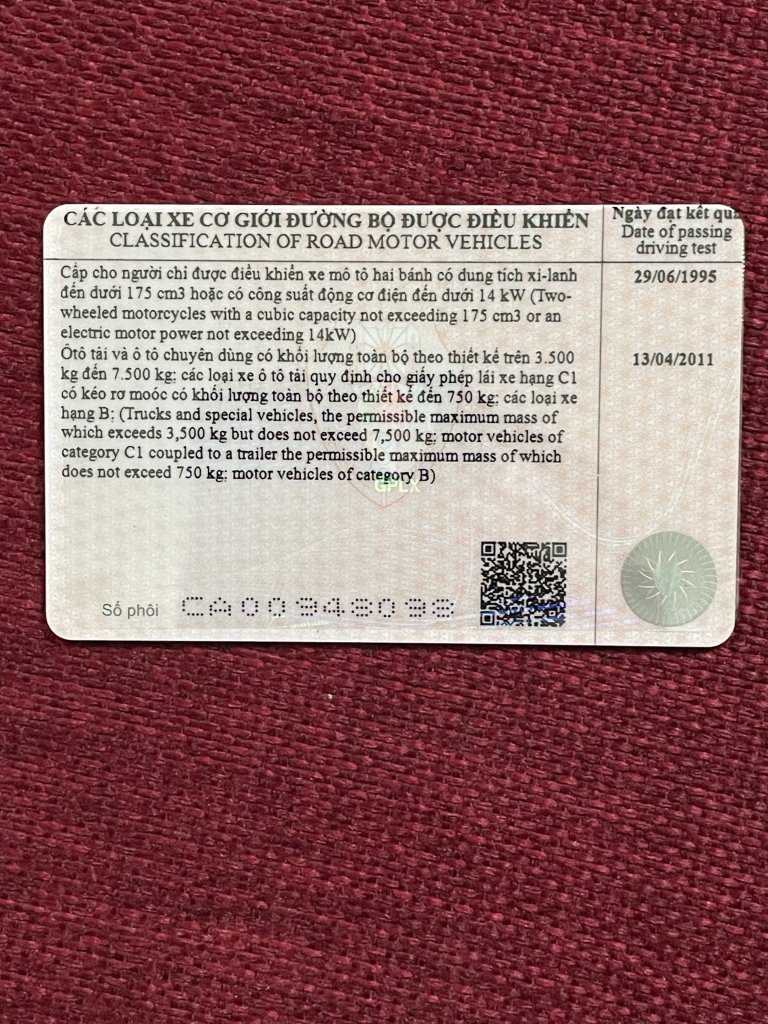 CÁC LOẠI XE CƠ GIỚI ĐƯỜNG BỘ ĐƯỢC ĐIỀU KHIỂN
CLASSIFICATION OF ROAD MOTOR VEHICLES
Ngày đạt kết quả
Date of passing
driving test
Cấp cho người chỉ được điều khiển xe mô tô hai bánh có dung tích xi-lanh
đến dưới 175 cm3 hoặc có công suất động cơ điện đến dưới 14 kW (Two-
wheeled motorcycles with a cubic capacity not exceeding 175 cm3 or an
electric motor power not exceeding 14kW)
29/06/1995
Ôtô tải và ô tô chuyên dùng có khối lượng toàn bộ theo thiết kế trên 3.500
kg đến 7.500 kg; các loại xe ô tô tải quy định cho giấy phép lái xe hạng C1
có kéo rơ moóc có khối lượng toàn bộ theo thiết kế đến 750 kg; các loại xe
hạng B; (Trucks and special vehicles, the permissible maximum mass of
which exceeds 3,500 kg but does not exceed 7,500 kg; motor vehicles of
category C1 coupled to a trailer the permissible maximum mass of which
does not exceed 750 kg; motor vehicles of category B)
13/04/2011
GPLX
Số phôi